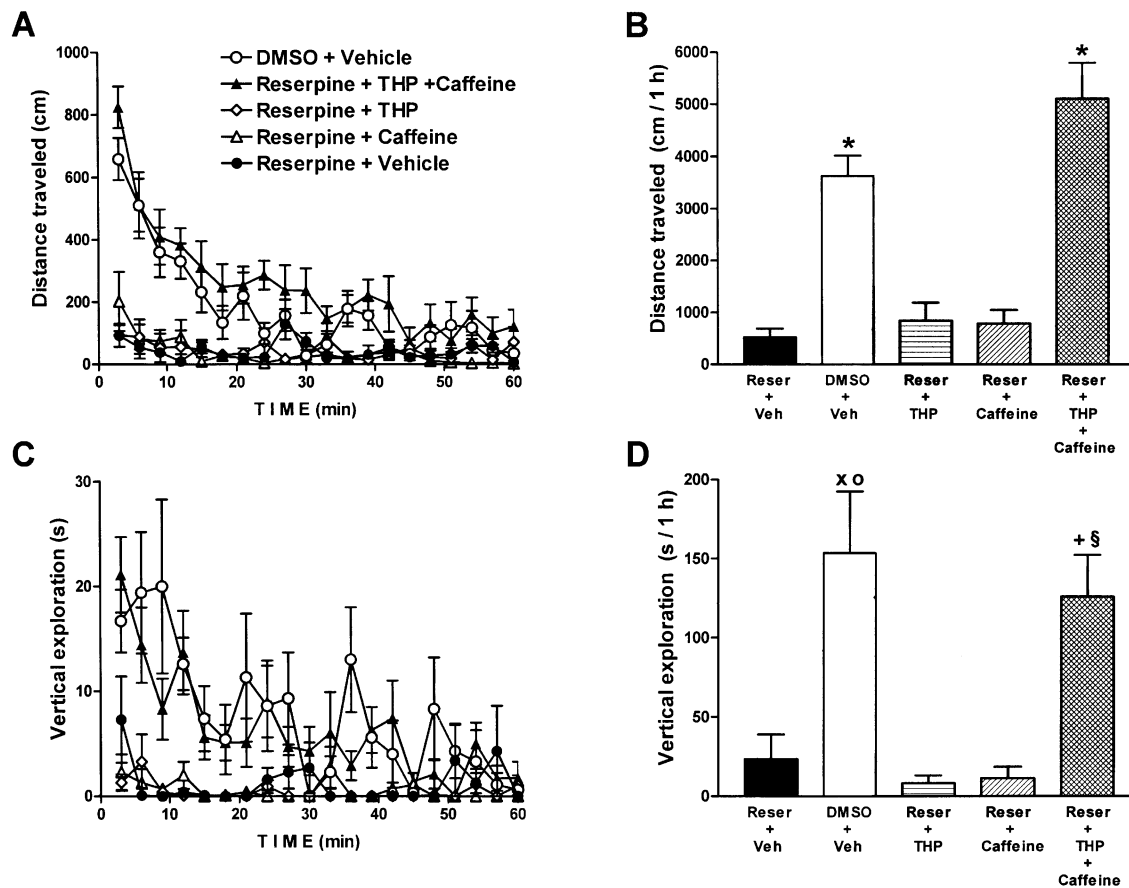 A
Distance traveled (cm)
1000
800
600
400
200
0
DMSO + Vehicle
Reserpine + THP +Caffeine
Reserpine + THP
Reserpine + Caffeine
Reserpine + Vehicle
0 10 20 30 40 50 60
T I M E (min)
B
Distance traveled (cm / 1 h)
6000
5000
4000
3000
2000
1000
0
*
*
Reser
+
Veh
DMSO
+
Veh
Reser
+
THP
Reser
+
Caffeine
Reser
+
THP
+
Caffeine
C
Vertical exploration (s)
30
20
10
0
0 10 20 30 40 50 60
T I M E (min)
D
Vertical exploration (s / 1 h)
200
150
100
50
0
x o
+ §
Reser
+
Veh
DMSO
+
Veh
Reser
+
THP
Reser
+
Caffeine
Reser
+
THP
+
Caffeine